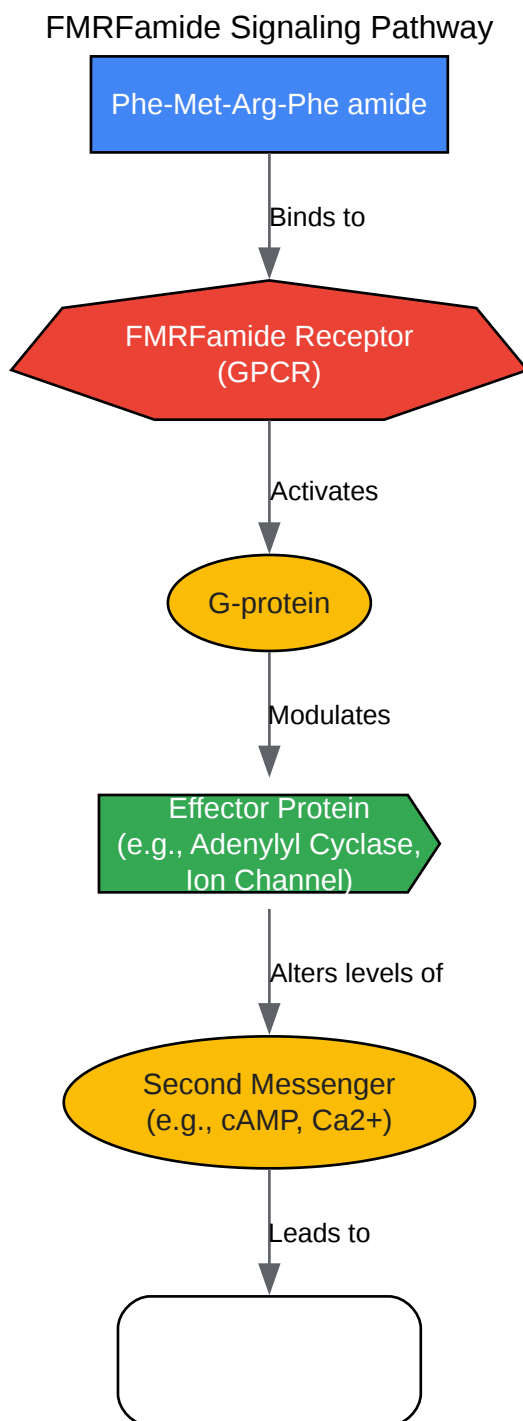 FMRFamide Signaling Pathway
Phe-Met-Arg-Phe amide
Binds to
FMRFamide Receptor
(GPCR)
Activates
G-protein
Modulates
Effector Protein
(e.g., Adenylyl Cyclase,
Ion Channel)
Alters levels of
Second Messenger
(e.g., cAMP, Ca2+)
Leads to